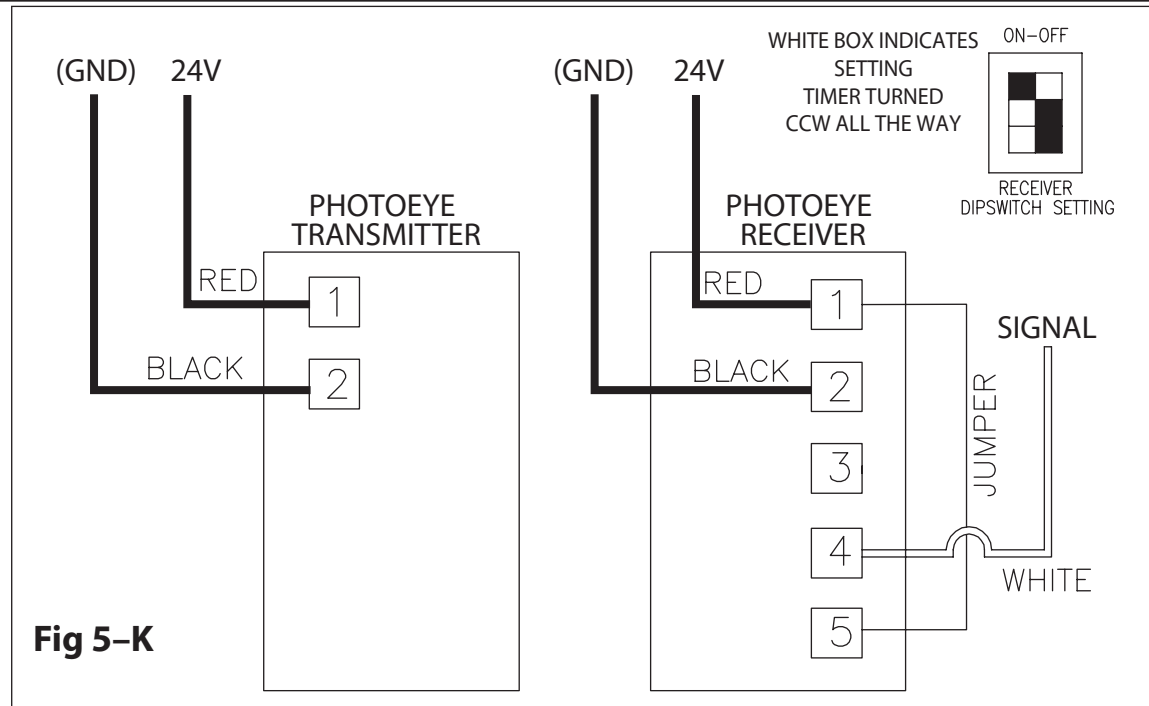 WHITE BOX INDICATES
SETTING
TIMER TURNED
CCW ALL THE WAY
ON-OFF
RECEIVER
DIPSWITCH SETTING
(GND) 24V
PHOTOEYE
TRANSMITTER
RED
1
BLACK
2
(GND) 24V
PHOTOEYE
RECEIVER
RED
1
BLACK
2
3
4
5
JUMPER
SIGNAL
WHITE
Fig 5–K